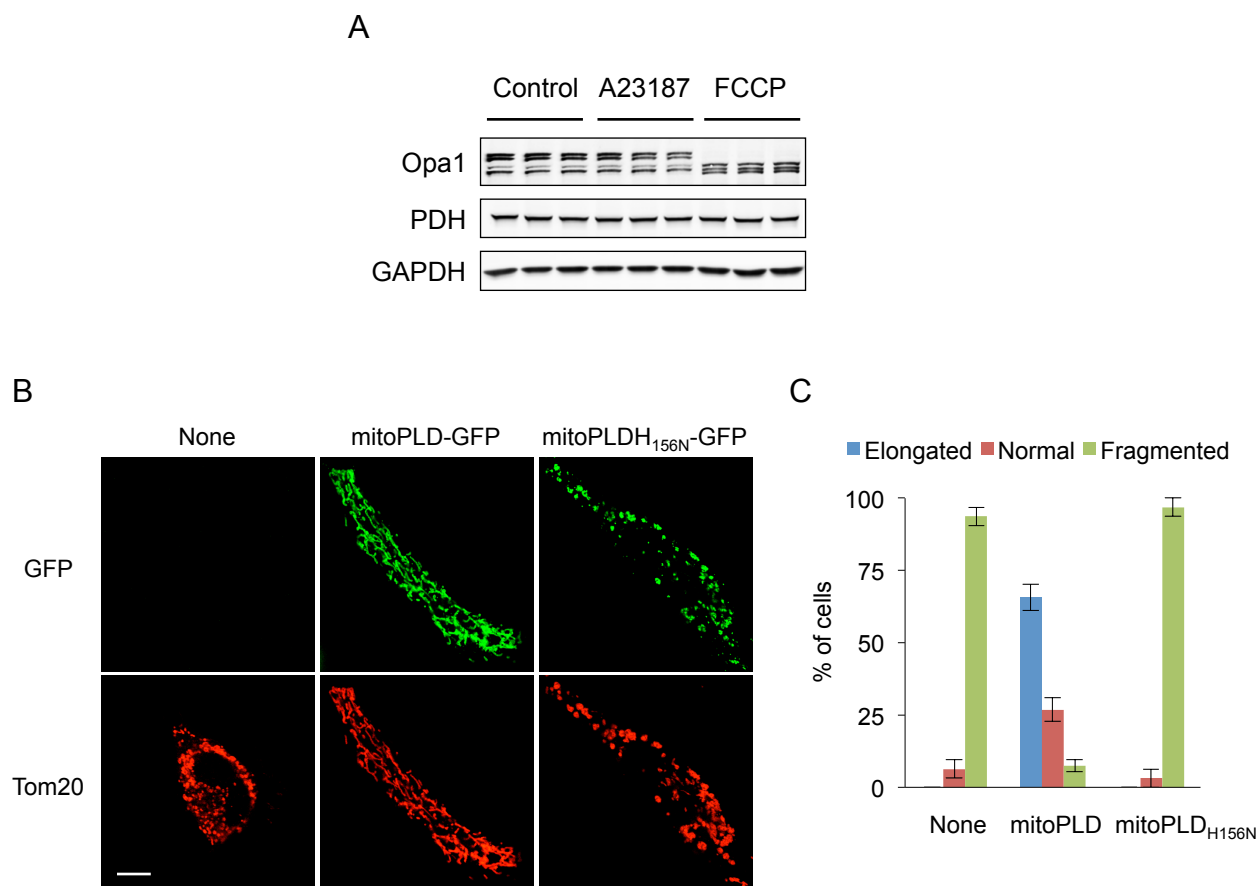 A
Control A23187 FCCP
Opa1
PDH
GAPDH
B
None mitoPLD-GFP mitoPLDH156N-GFP
GFP
Tom20
C
Elongated Normal Fragmented
100
75
50
25
0
% of cells
None mitoPLD mitoPLDH156N